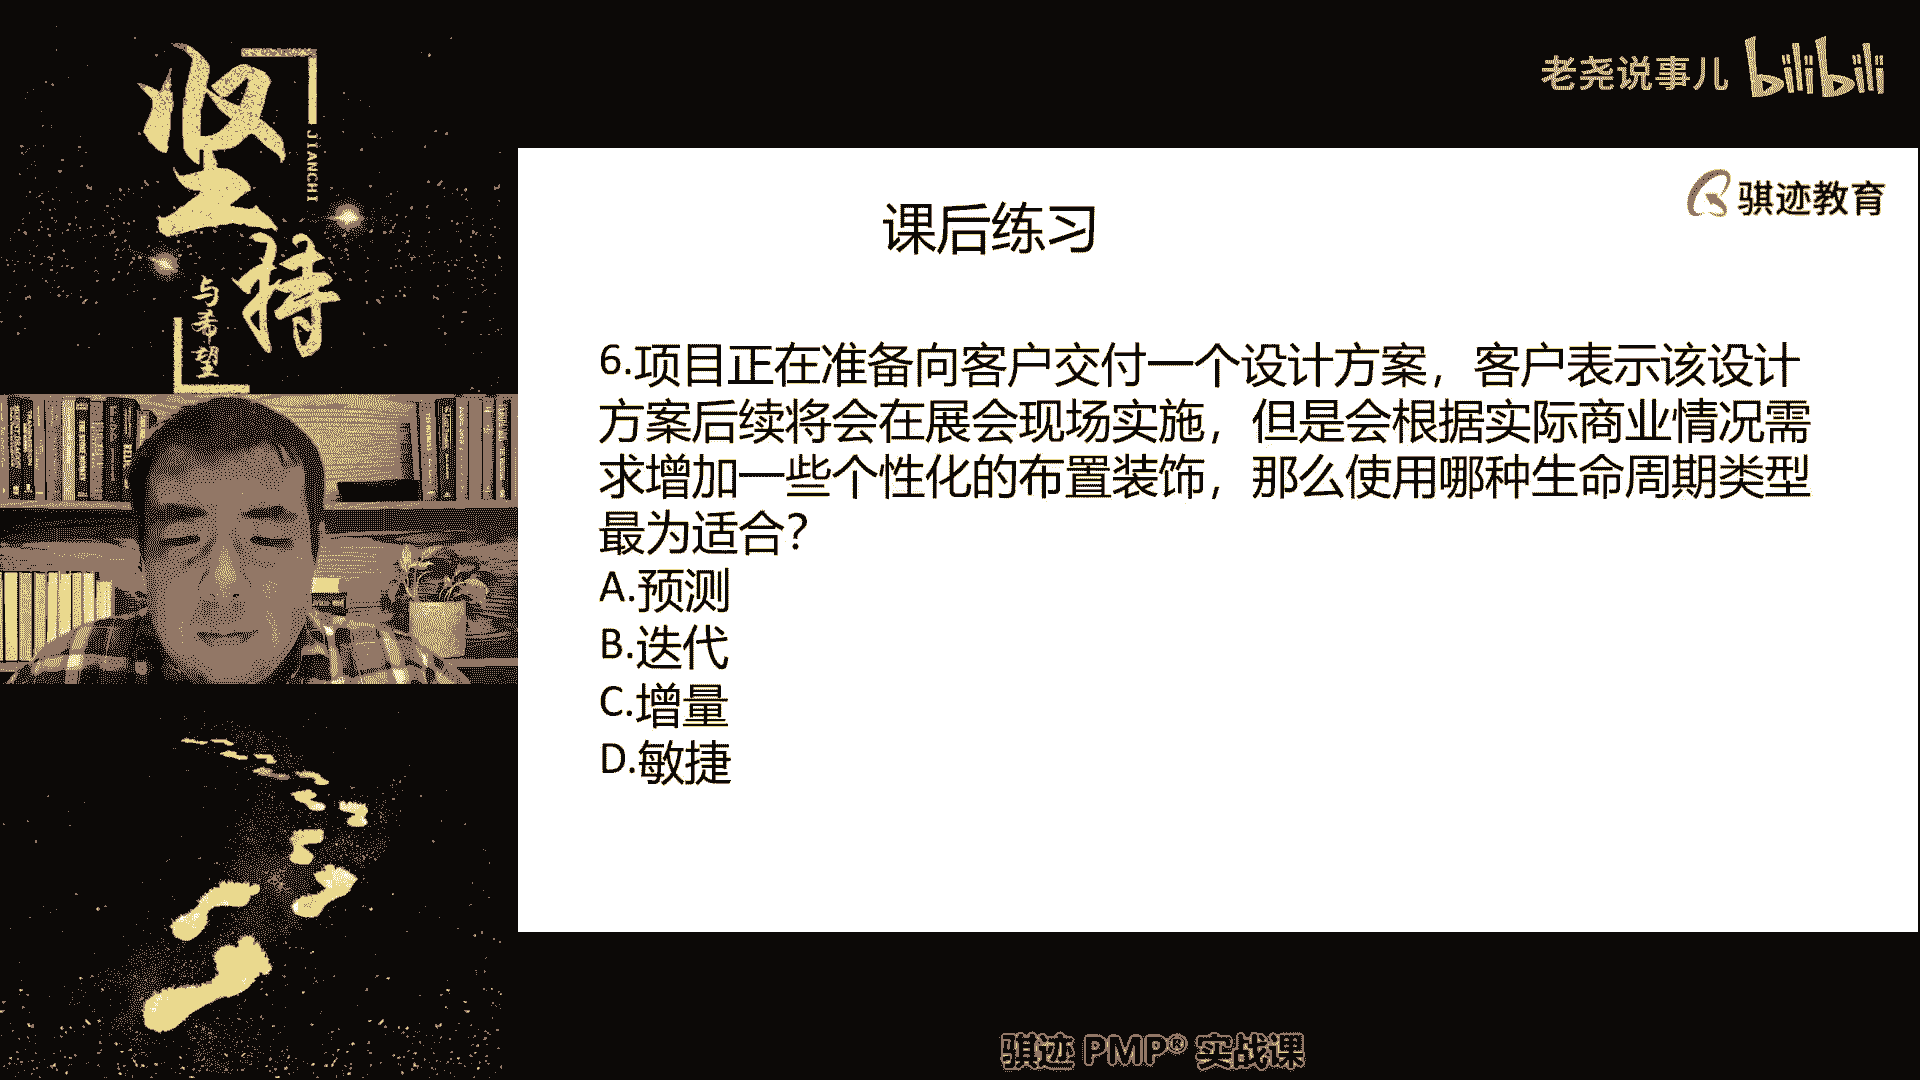 坚持
JIANCHI
与希望
老尧说事儿 bilibili
骐迹教育
课后练习
6.项目正在准备向客户交付一个设计方案，客户表示该设计
方案后续将会在展会现场实施，但是会根据实际商业情况需
求增加一些个性化的布置装饰，那么使用哪种生命周期类型
最为适合？
A.预测
B.迭代
C.增量
D.敏捷
骐迹 PMP® 实战课